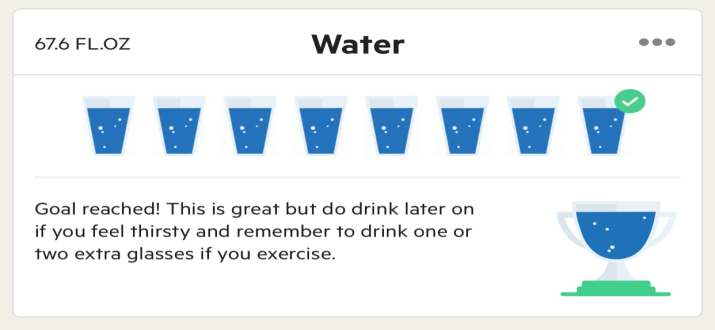 67.6 FL.OZ
Water
Goal reached! This is great but do drink later on
if you feel thirsty and remember to drink one or
two extra glasses if you exercise.